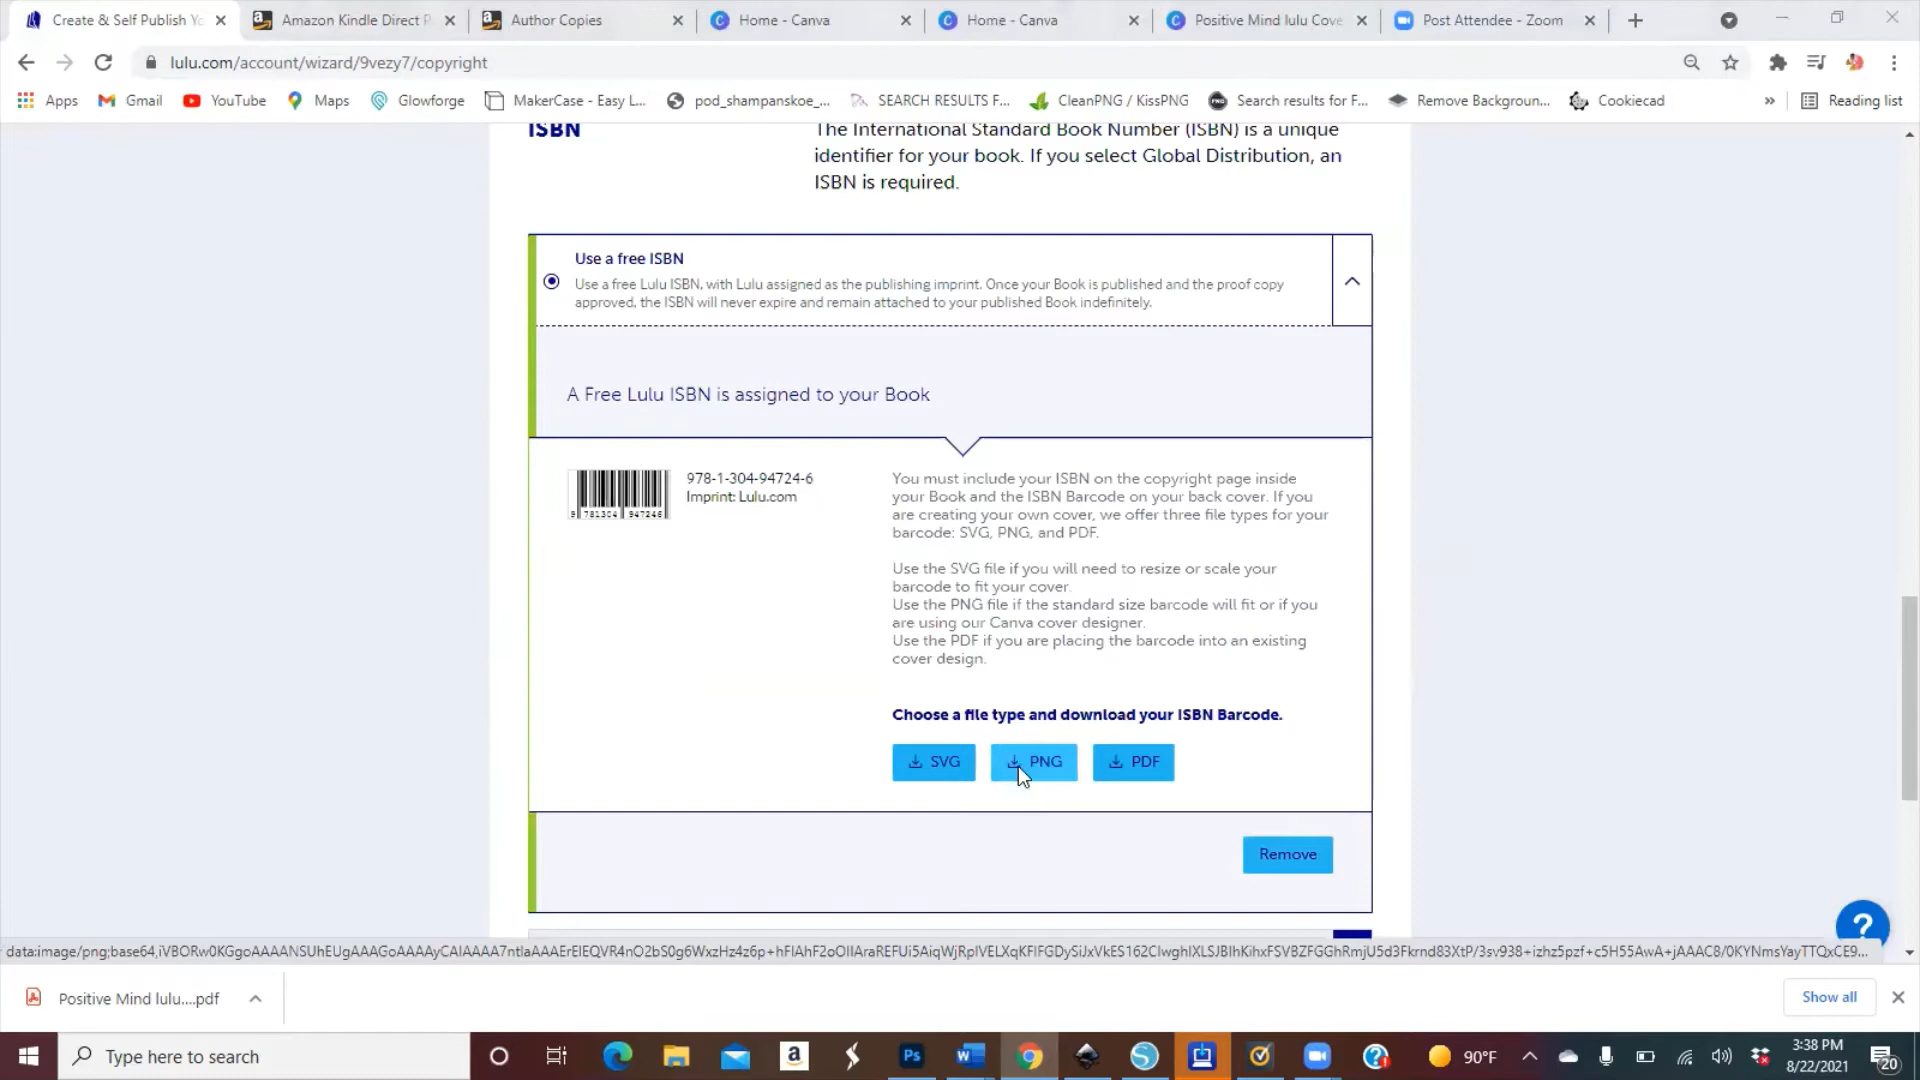 Create & Self Publish Yo
Amazon Kindle Direct P
Author Copies
Home - Canva
Home - Canva
Positive Mind lulu Cove
Post Attendee - Zoom
lulu.com/account/wizard/9vezy7/copyright
Apps
Gmail
YouTube
Maps
Glowforge
MakerCase - Easy L...
pod_shampanskoe_...
SEARCH RESULTS F...
CleanPNG / KissPNG
Search results for F...
Remove Backgroun...
Cookiecad
»
Reading list
ISBN
The International Standard Book Number (ISBN) is a unique
identifier for your book. If you select Global Distribution, an
ISBN is required.
Use a free ISBN
Use a free Lulu ISBN, with Lulu assigned as the publishing imprint. Once your Book is published and the proof copy
approved, the ISBN will never expire and remain attached to your published Book indefinitely.
A Free Lulu ISBN is assigned to your Book
9 781304 947246
978-1-304-94724-6
Imprint: Lulu.com
You must include your ISBN on the copyright page inside
your Book and the ISBN Barcode on your back cover. If you
are creating your own cover, we offer three file types for your
barcode: SVG, PNG, and PDF.
Use the SVG file if you will need to resize or scale your
barcode to fit your cover.
Use the PNG file if the standard size barcode will fit or if you
are using our Canva cover designer.
Use the PDF if you are placing the barcode into an existing
cover design.
Choose a file type and download your ISBN Barcode.
SVG
PNG
PDF
Remove
?
Positive Mind lulu....pdf
Show all
Type here to search
Ps
90°F
3:38 PM
8/22/2021
20